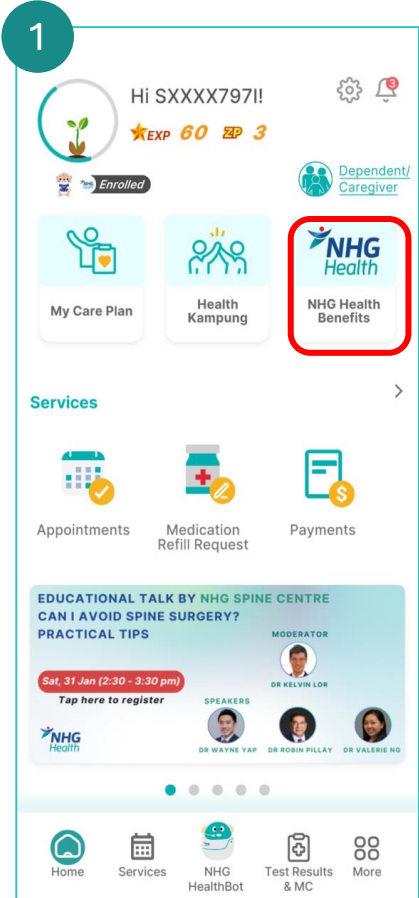 1
Hi SXXXX797I!
3
EXP 60 ZP 3
Enrolled
Dependent/
Caregiver
My Care Plan
Health
Kampung
NHG
Health
NHG Health
Benefits
Services
Appointments
Medication
Refill Request
Payments
EDUCATIONAL TALK BY NHG SPINE CENTRE
CAN I AVOID SPINE SURGERY?
PRACTICAL TIPS
MODERATOR
DR KELVIN LOR
Sat, 31 Jan (2:30 - 3:30 pm)
Tap here to register
SPEAKERS
NHG
Health
DR WAYNE YAP
DR ROBIN PILLAY
DR VALERIE NG
Home
Services
NHG
HealthBot
Test Results
& MC
More